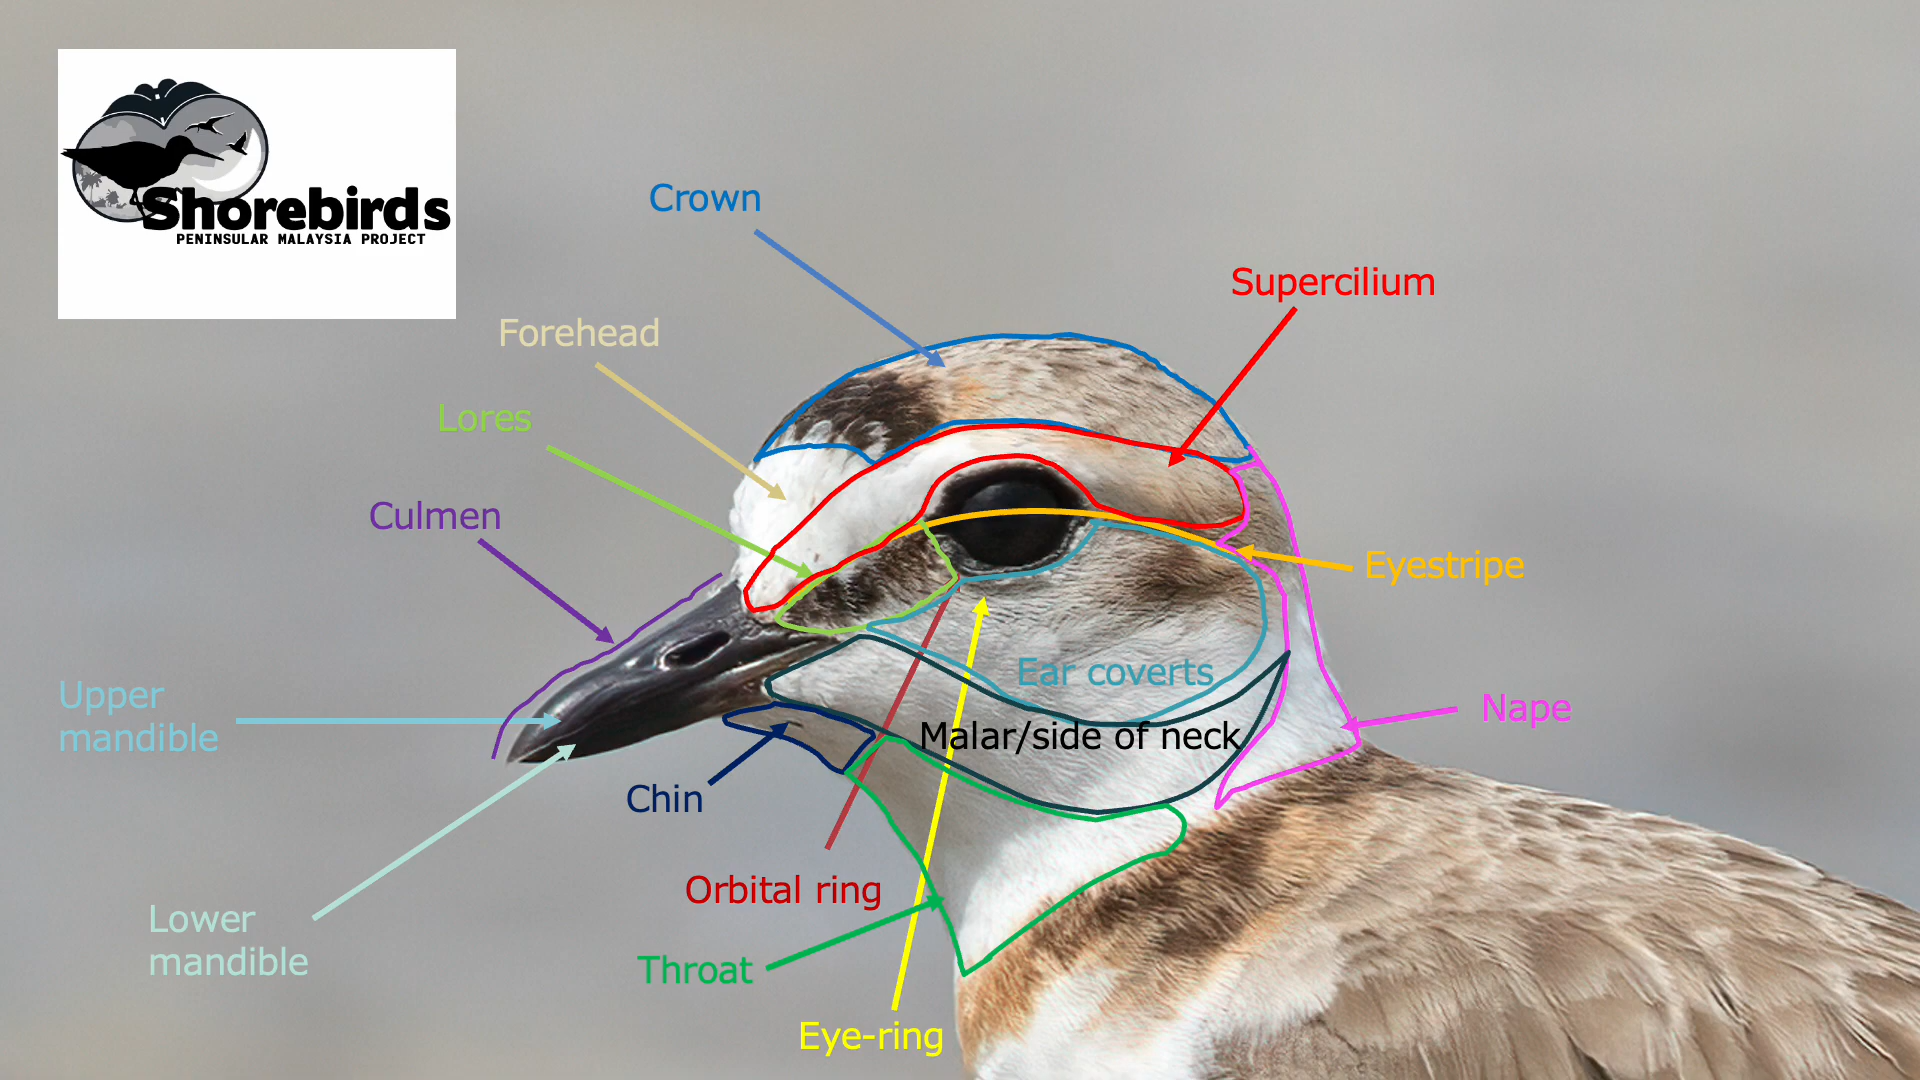 Shorebirds
PENINSULAR MALAYSIA PROJECT
Crown
Supercilium
Forehead
Lores
Culmen
Eyestripe
Ear coverts
Upper
mandible
Nape
Malar/side of neck
Chin
Orbital ring
Lower
mandible
Throat
Eye-ring